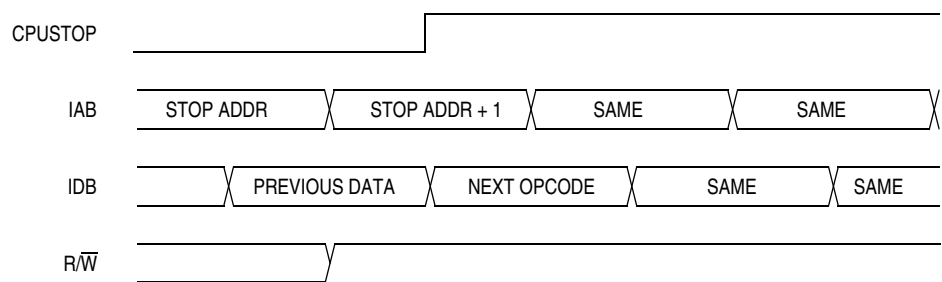 CPUSTOP
IAB STOP ADDR STOP ADDR + 1 SAME SAME
IDB PREVIOUS DATA NEXT OPCODE SAME SAME
R/W̅